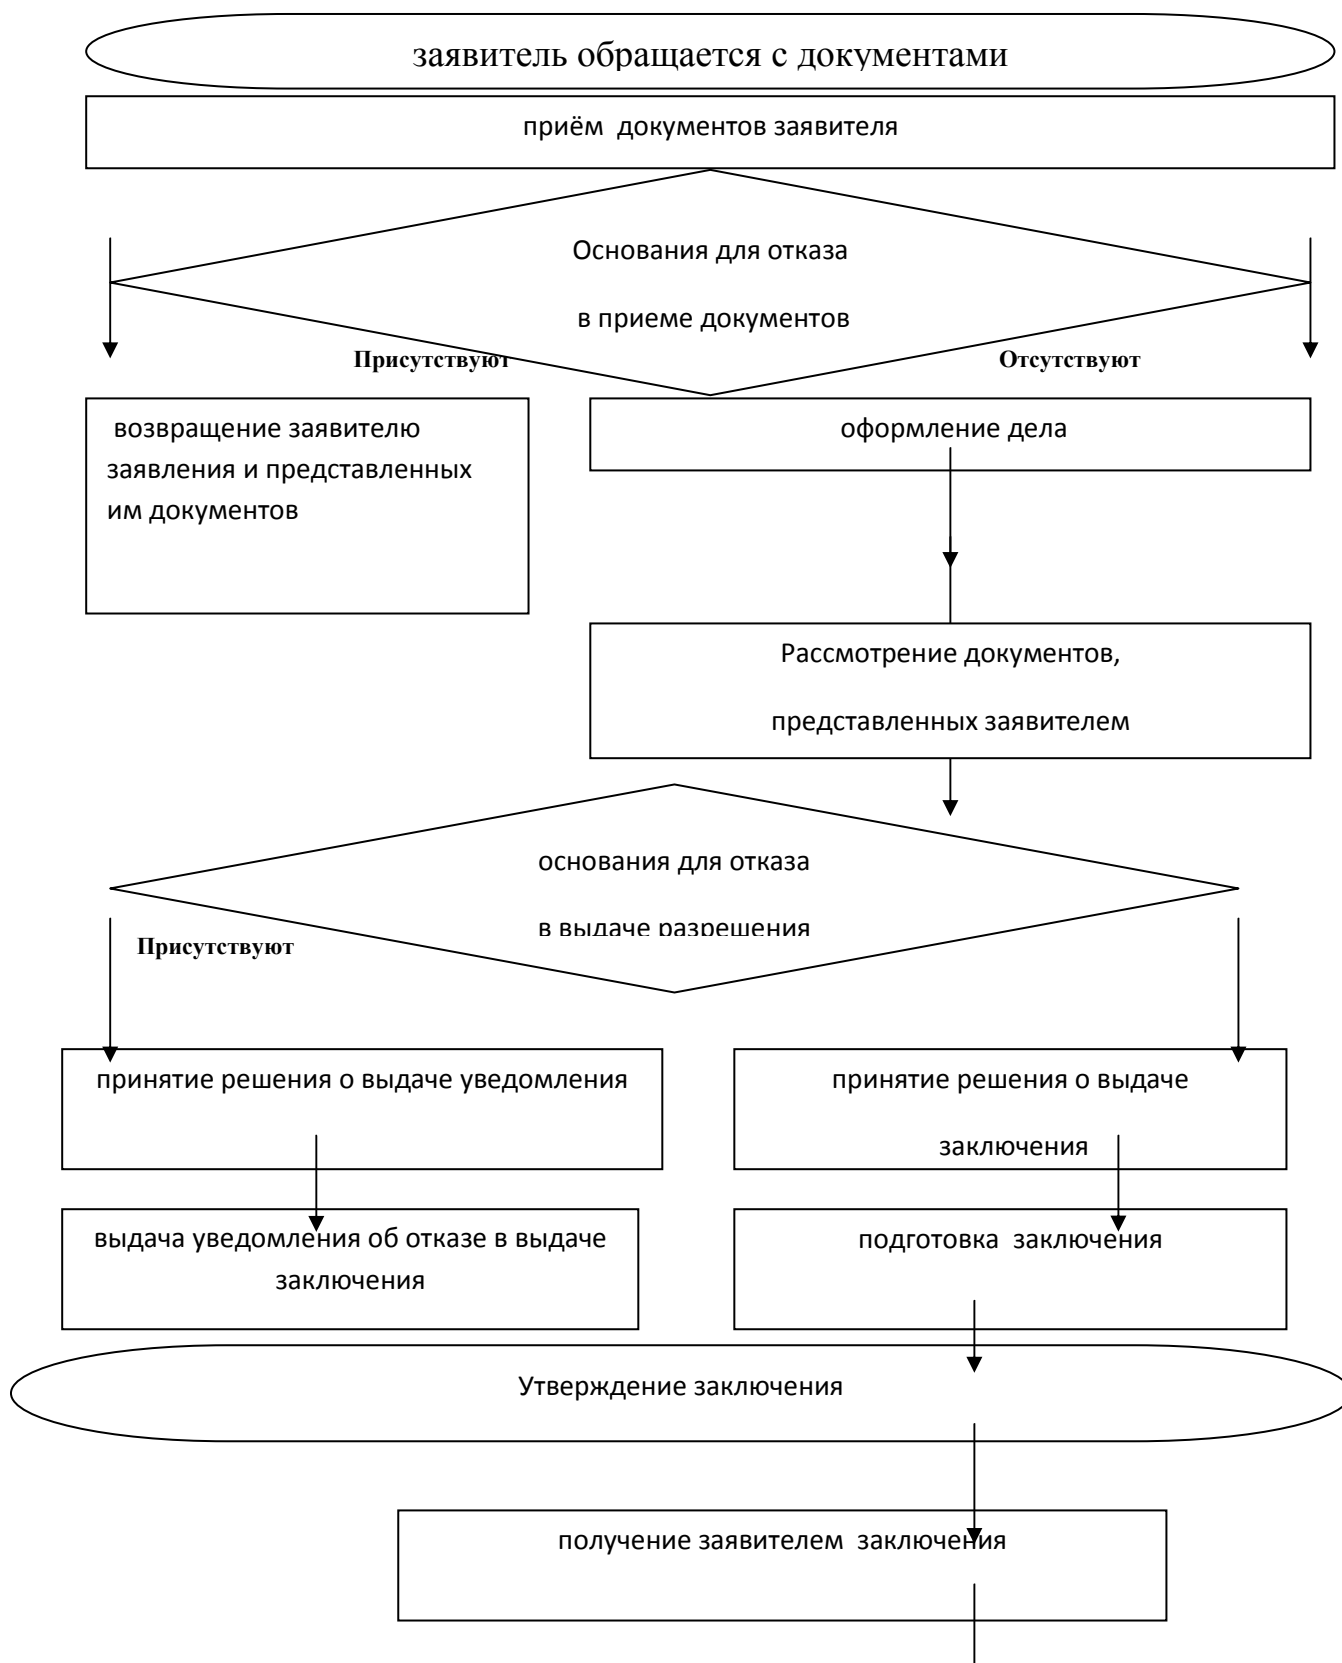 заявитель обращается с документами
приём документов заявителя
Основания для отказа
в приеме документов
Присутствуют
Отсутствуют
возвращение заявителю
заявления и представленных
им документов
оформление дела
Рассмотрение документов,
представленных заявителем
основания для отказа
в выдаче разрешения
Присутствуют
принятие решения о выдаче уведомления
принятие решения о выдаче
заключения
выдача уведомления об отказе в выдаче
заключения
подготовка заключения
Утверждение заключения
получение заявителем заключения